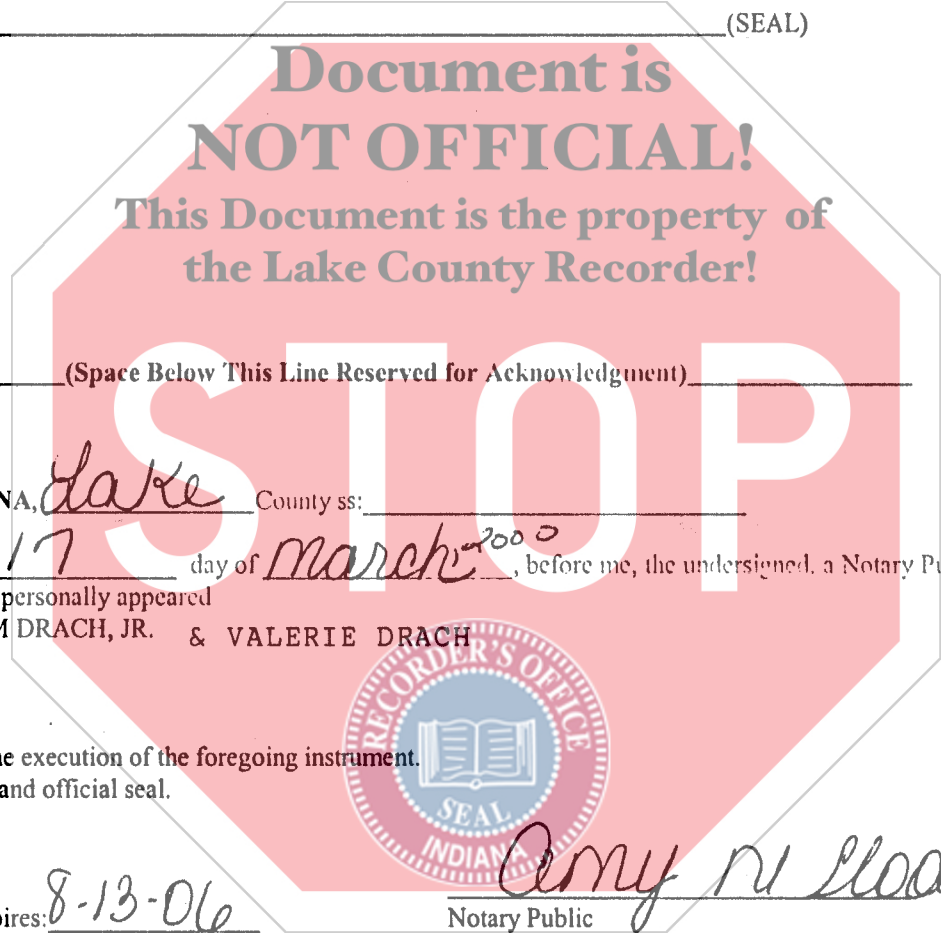 (SEAL)
Document is
NOT OFFICIAL!
This Document is the property of
the Lake County Recorder!
(Space Below This Line Reserved for Acknowledgment)
STOP
NA, Lake County ss:
17 day of March, 2000, before me, the undersigned, a Notary Pu
personally appeared
M DRACH, JR. & VALERIE DRACH
RECORDER'S OFFICE
SEAL
INDIANA
ne execution of the foregoing instrument.
and official seal.
Amy M
pires: 8-13-06
Notary Public